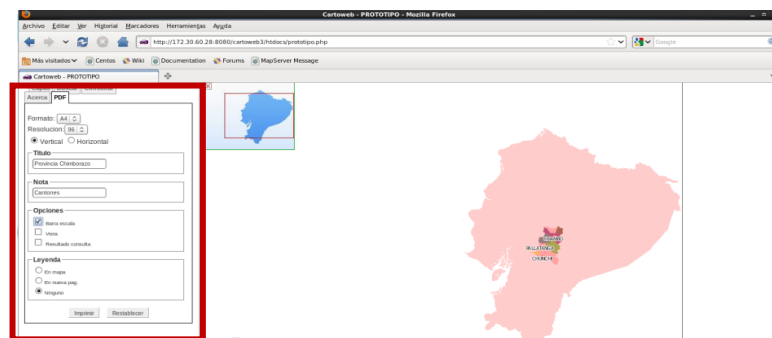 Cartoweb - PROTOTIPO - Mozilla Firefox
Archivo Editar Ver Historial Marcadores Herramientas Ayuda
http://172.30.60.28:8080/cartoweb3/htdocs/prototipo.php
Google
Más visitados Centos Wiki Documentation Forums MapServer Message
Cartoweb - PROTOTIPO
Acerca PDF
Formato: A4
Resolucion: 96
Vertical Horizontal
Titulo
Provincia Chimborazo
Nota
Cantones
Opciones
Barra escala
Vista
Resultado consulta
Leyenda
En mapa
En nueva pag.
Ninguno
Imprimir Restablecer
PALLATANGA
CHUNCHI